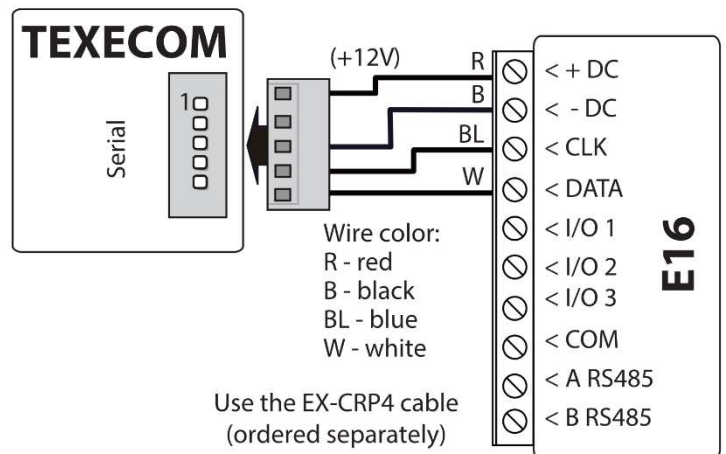 TEXECOM
Serial
1
(+12V)
R
B
BL
W
Wire color:
R - red
B - black
BL - blue
W - white
Use the EX-CRP4 cable
(ordered separately)
< + DC
< - DC
< CLK
< DATA
< I/O 1
< I/O 2
< I/O 3
< COM
< A RS485
< B RS485
E16